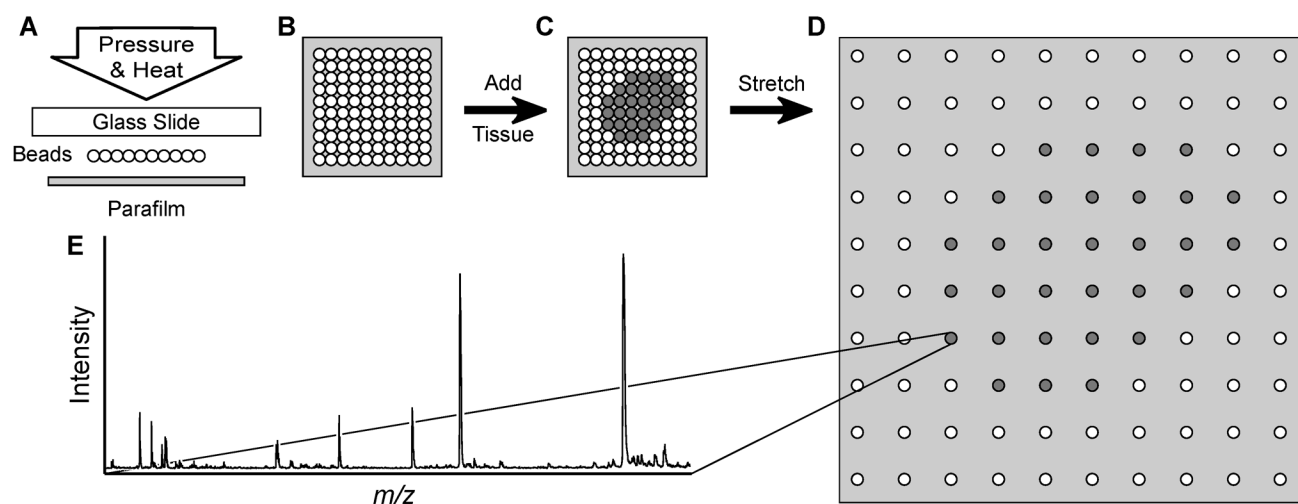 A
Pressure
& Heat
Glass Slide
Beads
Parafilm
B
Add
Tissue
C
Stretch
D
E
Intensity
m/z